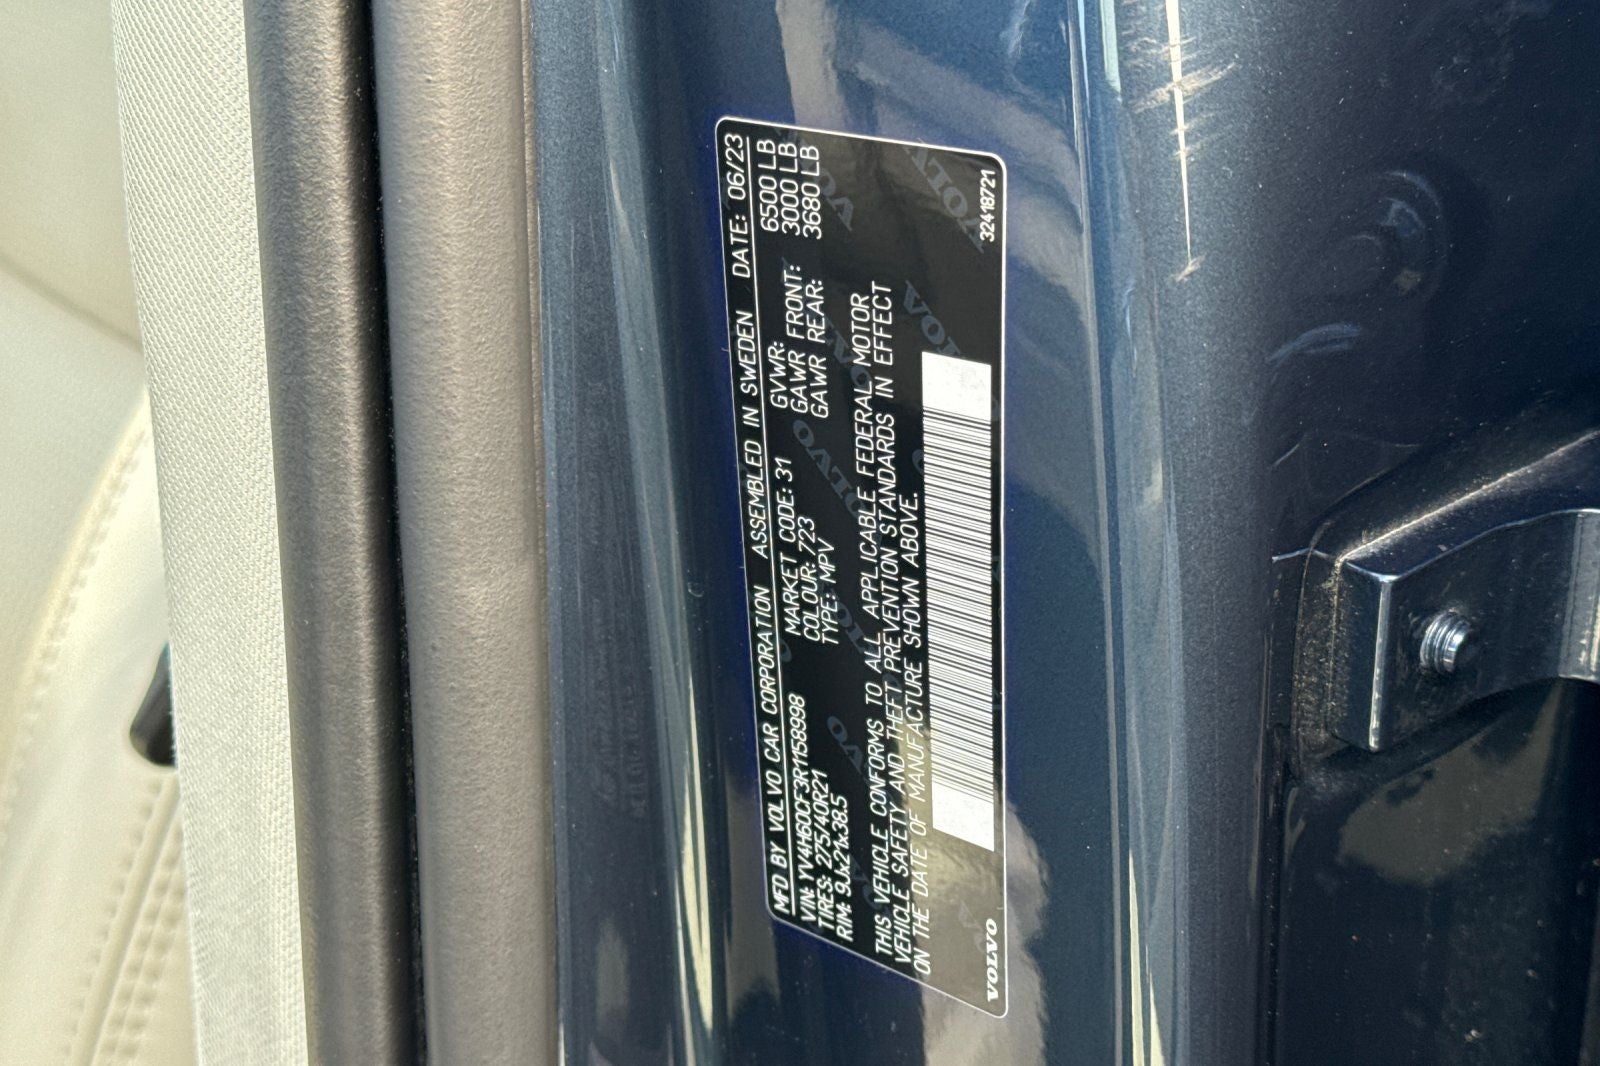 MFD BY VOLVO CAR CORPORATION ASSEMBLED IN SWEDEN DATE: 06/23
VIN: YV4H60CF3R1158998 MARKET CODE: 31 GVWR: 6500 LB
TIRES: 275/40R21 COLOUR: 723 GAWR FRONT: 3000 LB
RIM: 9Jx21x38.5 TYPE: MPV GAWR REAR: 3680 LB
THIS VEHICLE CONFORMS TO ALL APPLICABLE FEDERAL MOTOR
VEHICLE SAFETY AND THEFT PREVENTION STANDARDS IN EFFECT
ON THE DATE OF MANUFACTURE SHOWN ABOVE.
VOLVO 32418721